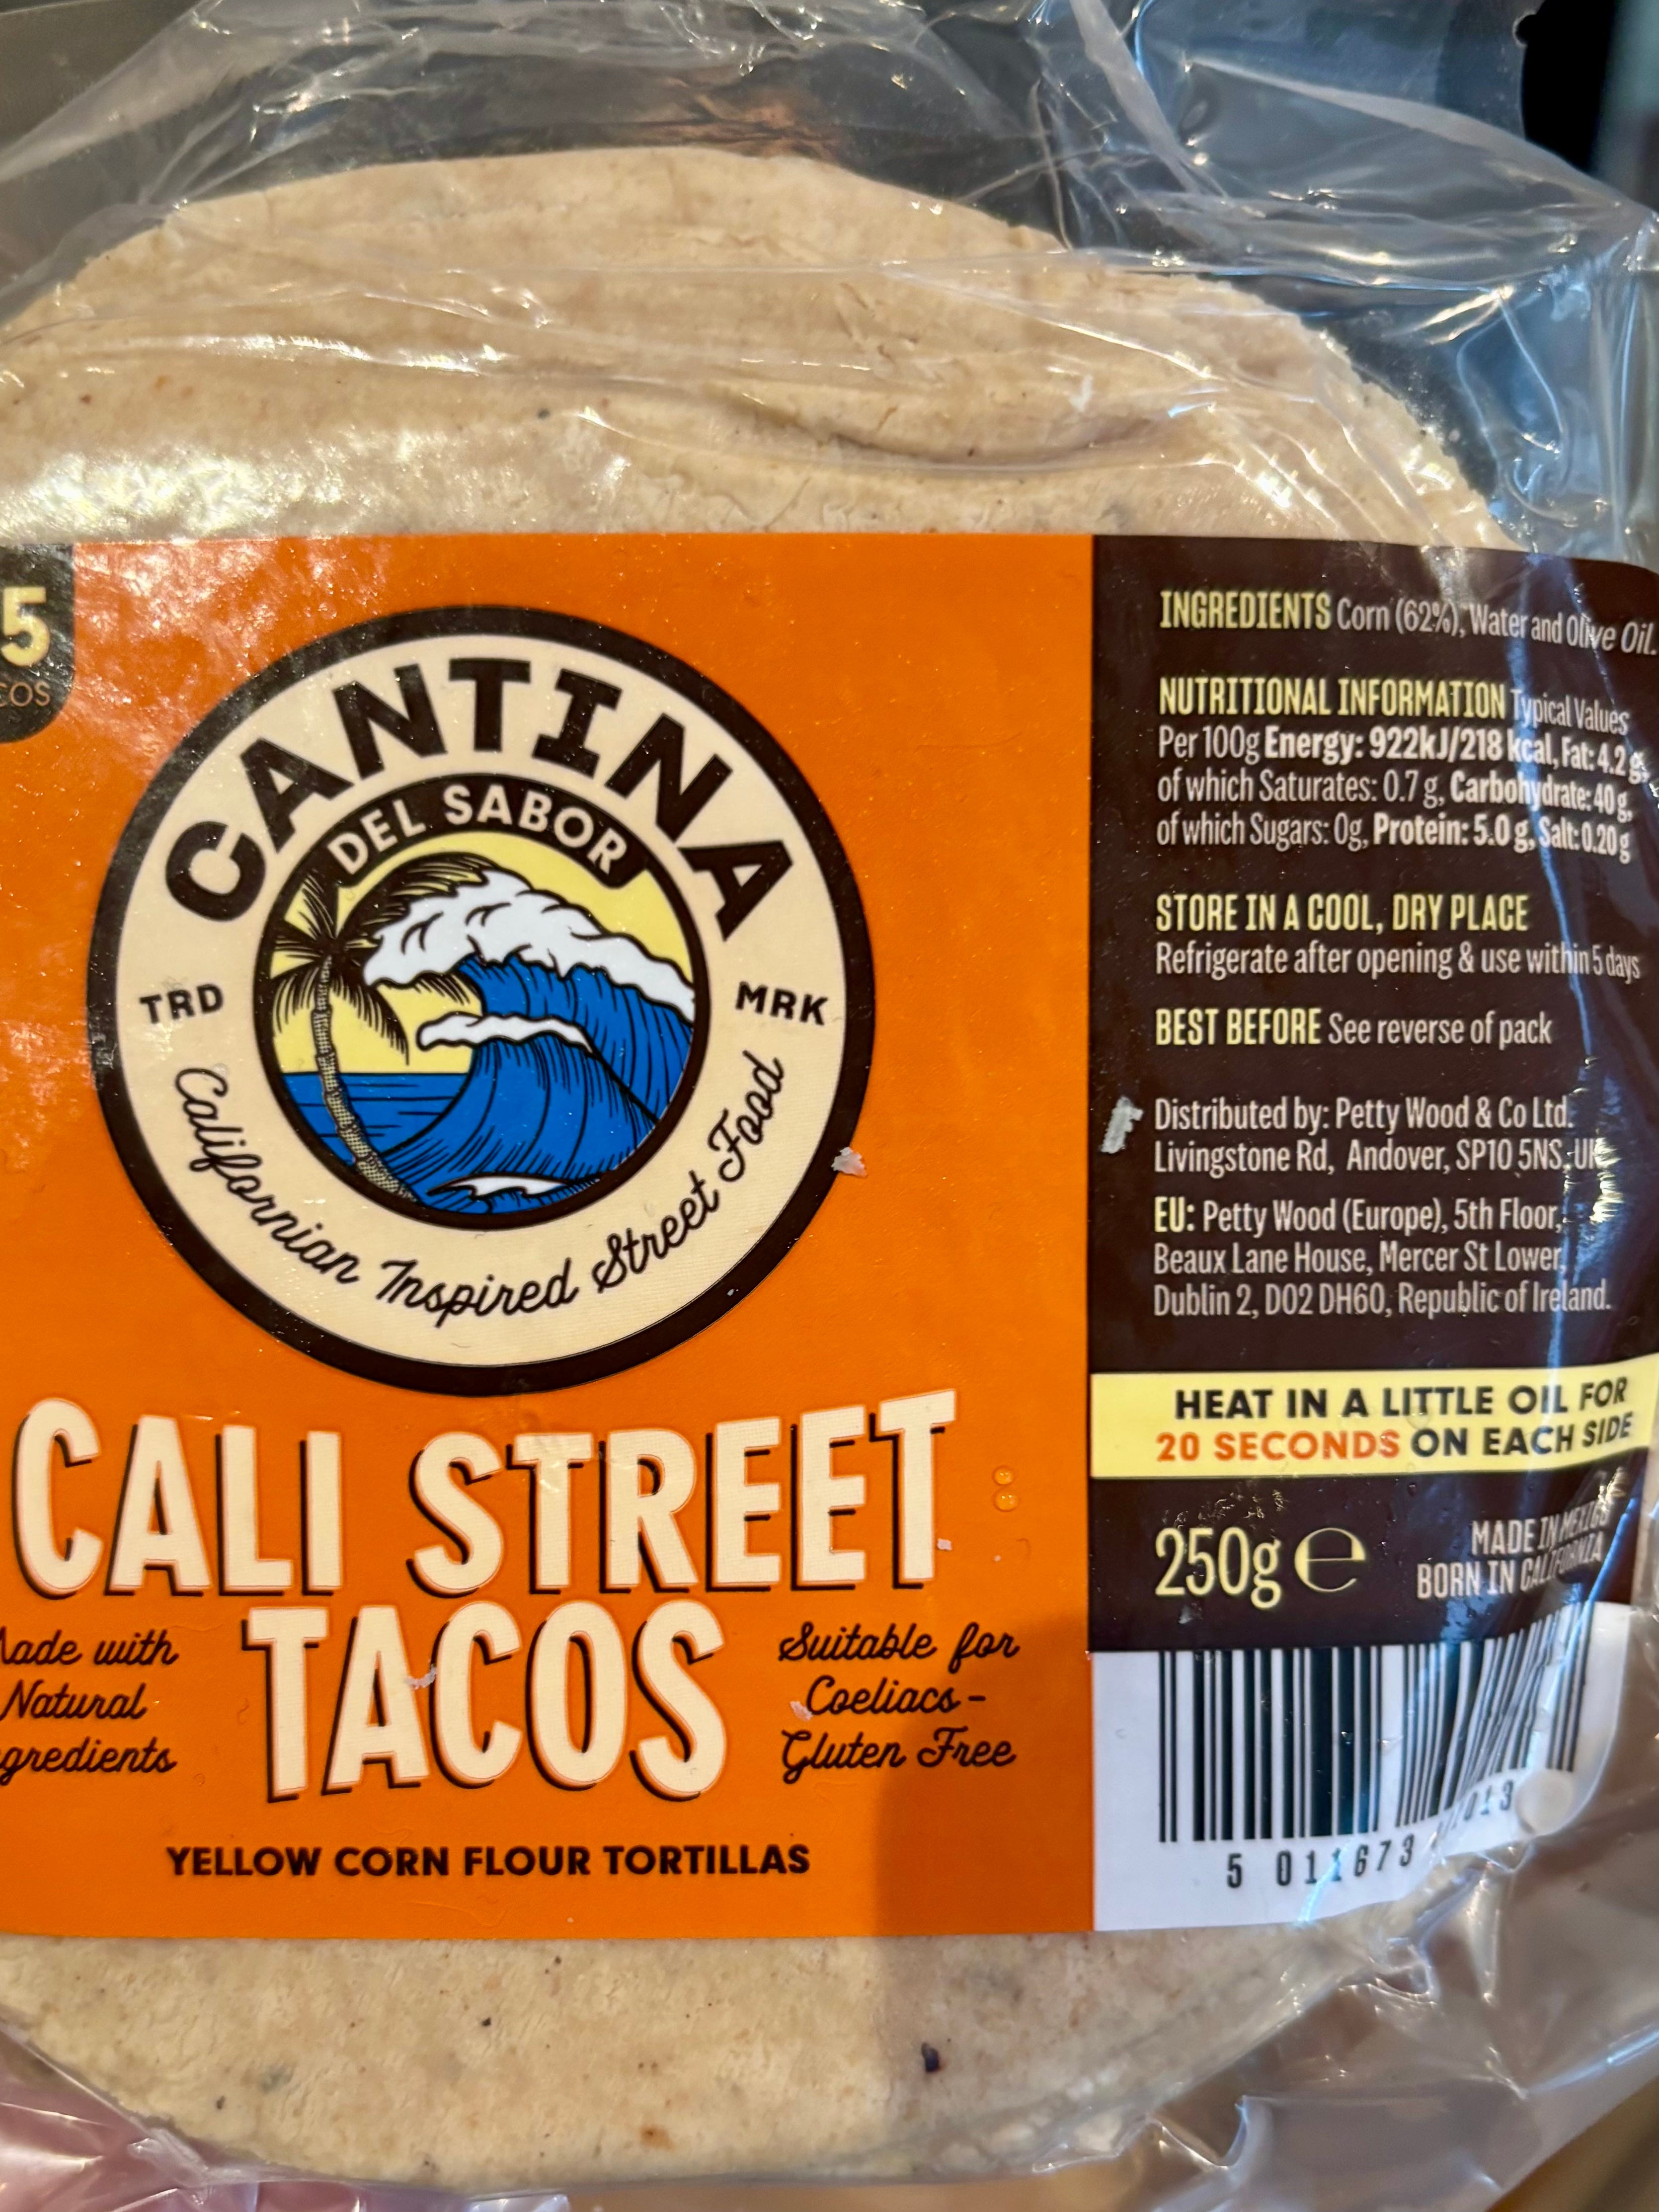 5
COS
CANTINA
DEL SABOR
TRD
MRK
Californian Inspired Street Food
CALI STREET
TACOS
ade with
Natural
gredients
Suitable for
Coeliacs -
Gluten Free
YELLOW CORN FLOUR TORTILLAS
INGREDIENTS Corn (62%), Water and Olive Oil.
NUTRITIONAL INFORMATION Typical Values
Per 100g Energy: 922kJ/218 kcal, Fat: 4.2 g,
of which Saturates: 0.7 g, Carbohydrate: 40 g,
of which Sugars: 0g, Protein: 5.0 g, Salt: 0.20 g
STORE IN A COOL, DRY PLACE
Refrigerate after opening & use within 5 days
BEST BEFORE See reverse of pack
Distributed by: Petty Wood & Co Ltd.
Livingstone Rd, Andover, SP10 5NS, UK
EU: Petty Wood (Europe), 5th Floor,
Beaux Lane House, Mercer St Lower,
Dublin 2, D02 DH60, Republic of Ireland.
HEAT IN A LITTLE OIL FOR
20 SECONDS ON EACH SIDE
250g ℮
MADE IN MEXICO
BORN IN CALIFORNIA
5 011673